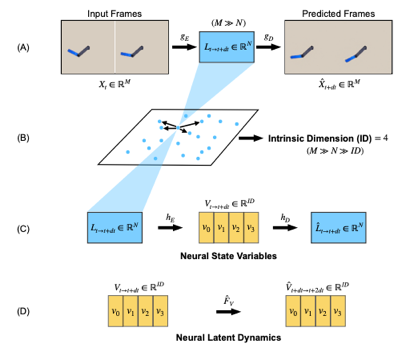 Input Frames
(M ≫ N)
Predicted Frames
(A)
g_E
L_{t→t+dt} ∈ ℝ^N
g_D
X_t ∈ ℝ^M
X̂_{t+dt} ∈ ℝ^M
(B)
Intrinsic Dimension (ID) = 4
(M ≫ N ≫ ID)
V_{t→t+dt} ∈ ℝ^{ID}
(C)
L_{t→t+dt} ∈ ℝ^N
h_E
v_0 v_1 v_2 v_3
h_D
L̂_{t→t+dt} ∈ ℝ^N
Neural State Variables
V_{t→t+dt} ∈ ℝ^{ID}
V̂_{t+dt→t+2dt} ∈ ℝ^{ID}
(D)
v_0 v_1 v_2 v_3
F̂_V
v_0 v_1 v_2 v_3
Neural Latent Dynamics